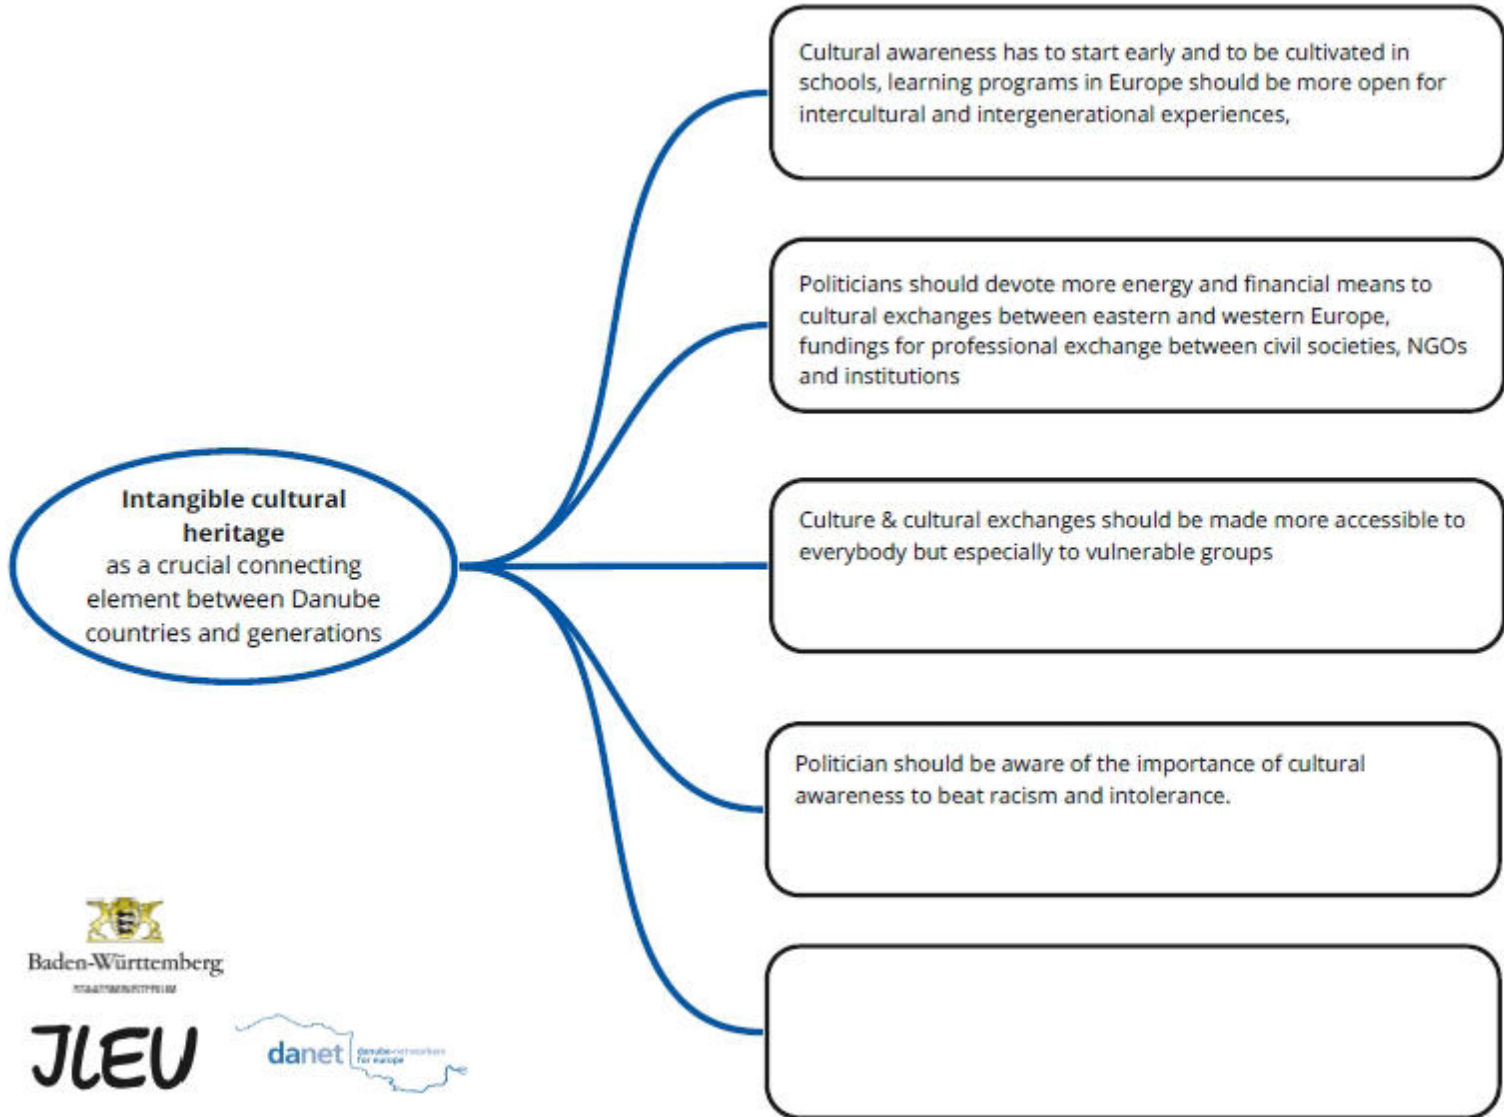 Cultural awareness has to start early and to be cultivated in
schools, learning programs in Europe should be more open for
intercultural and intergenerational experiences,
Politicians should devote more energy and financial means to
cultural exchanges between eastern and western Europe,
fundings for professional exchange between civil societies, NGOs
and institutions
Intangible cultural
heritage
as a crucial connecting
element between Danube
countries and generations
Culture & cultural exchanges should be made more accessible to
everybody but especially to vulnerable groups
Politician should be aware of the importance of cultural
awareness to beat racism and intolerance.
Baden-Württemberg
STAATSMINISTERIUM
JLEU
danet
danube-networkers
for europe